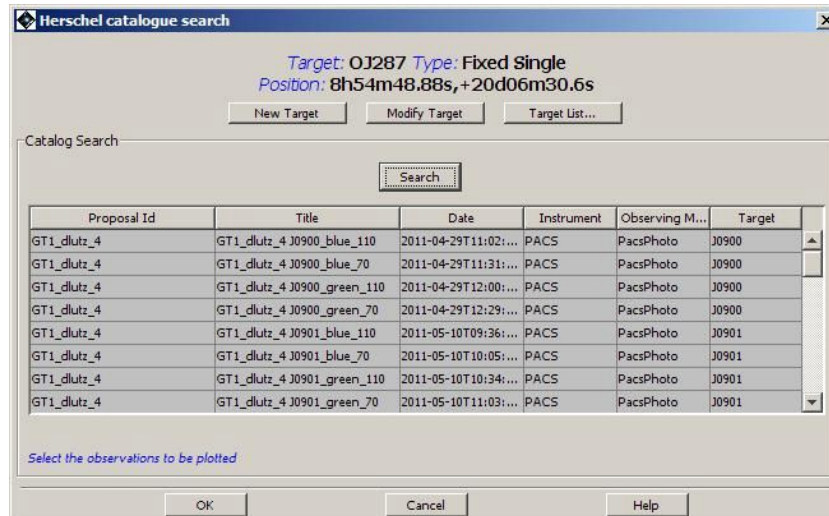 Herschel catalogue search
Target: OJ287 Type: Fixed Single
Position: 8h54m48.88s,+20d06m30.6s
New Target Modify Target Target List...
Catalog Search
Search
Proposal Id Title Date Instrument Observing M... Target
GT1_dlutz_4 GT1_dlutz_4 J0900_blue_110 2011-04-29T11:02:... PACS PacsPhoto J0900
GT1_dlutz_4 GT1_dlutz_4 J0900_blue_70 2011-04-29T11:31:... PACS PacsPhoto J0900
GT1_dlutz_4 GT1_dlutz_4 J0900_green_110 2011-04-29T12:00:... PACS PacsPhoto J0900
GT1_dlutz_4 GT1_dlutz_4 J0900_green_70 2011-04-29T12:29:... PACS PacsPhoto J0900
GT1_dlutz_4 GT1_dlutz_4 J0901_blue_110 2011-05-10T09:36:... PACS PacsPhoto J0901
GT1_dlutz_4 GT1_dlutz_4 J0901_blue_70 2011-05-10T10:05:... PACS PacsPhoto J0901
GT1_dlutz_4 GT1_dlutz_4 J0901_green_110 2011-05-10T10:34:... PACS PacsPhoto J0901
GT1_dlutz_4 GT1_dlutz_4 J0901_green_70 2011-05-10T11:03:... PACS PacsPhoto J0901
Select the observations to be plotted
OK Cancel Help